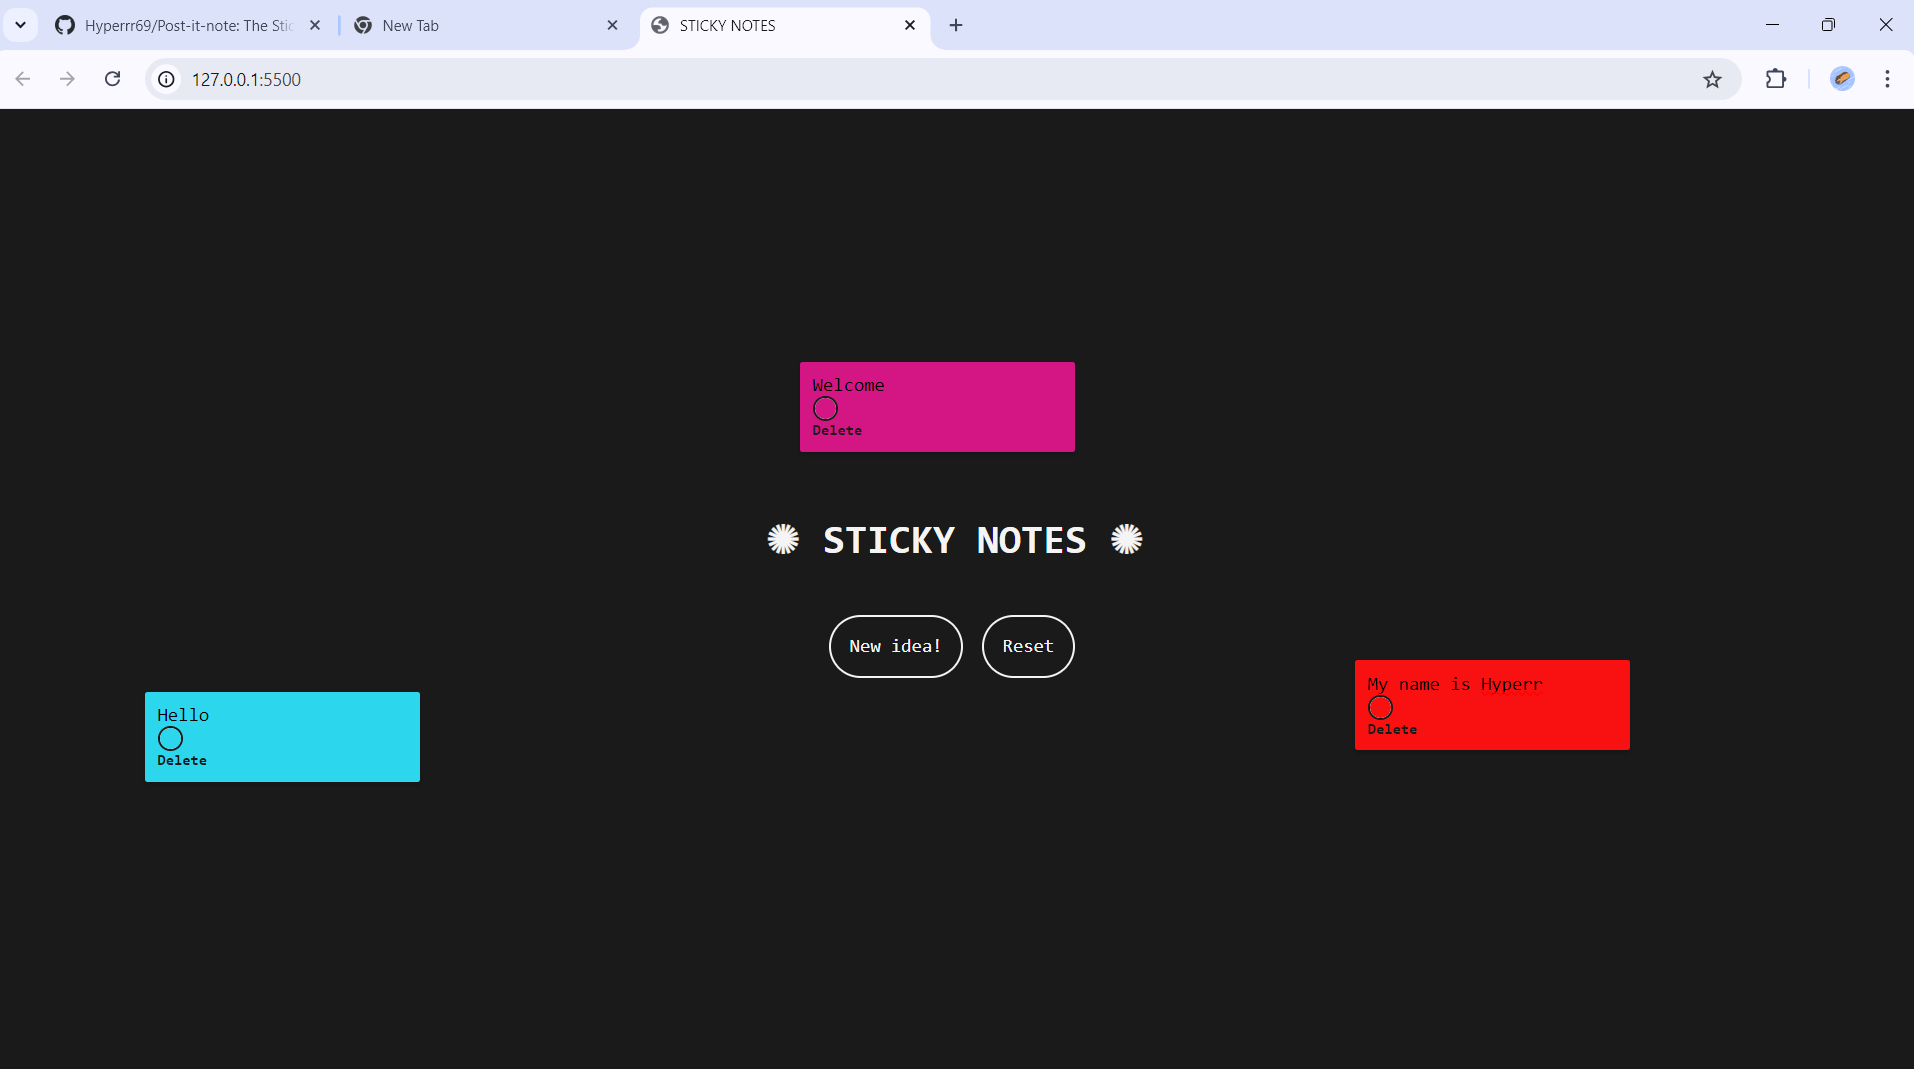 Hyperrr69/Post-it-note: The Stic
New Tab
STICKY NOTES
127.0.0.1:5500
Welcome
Delete
✺ STICKY NOTES ✺
New idea! Reset
My name is Hyperr
Delete
Hello
Delete